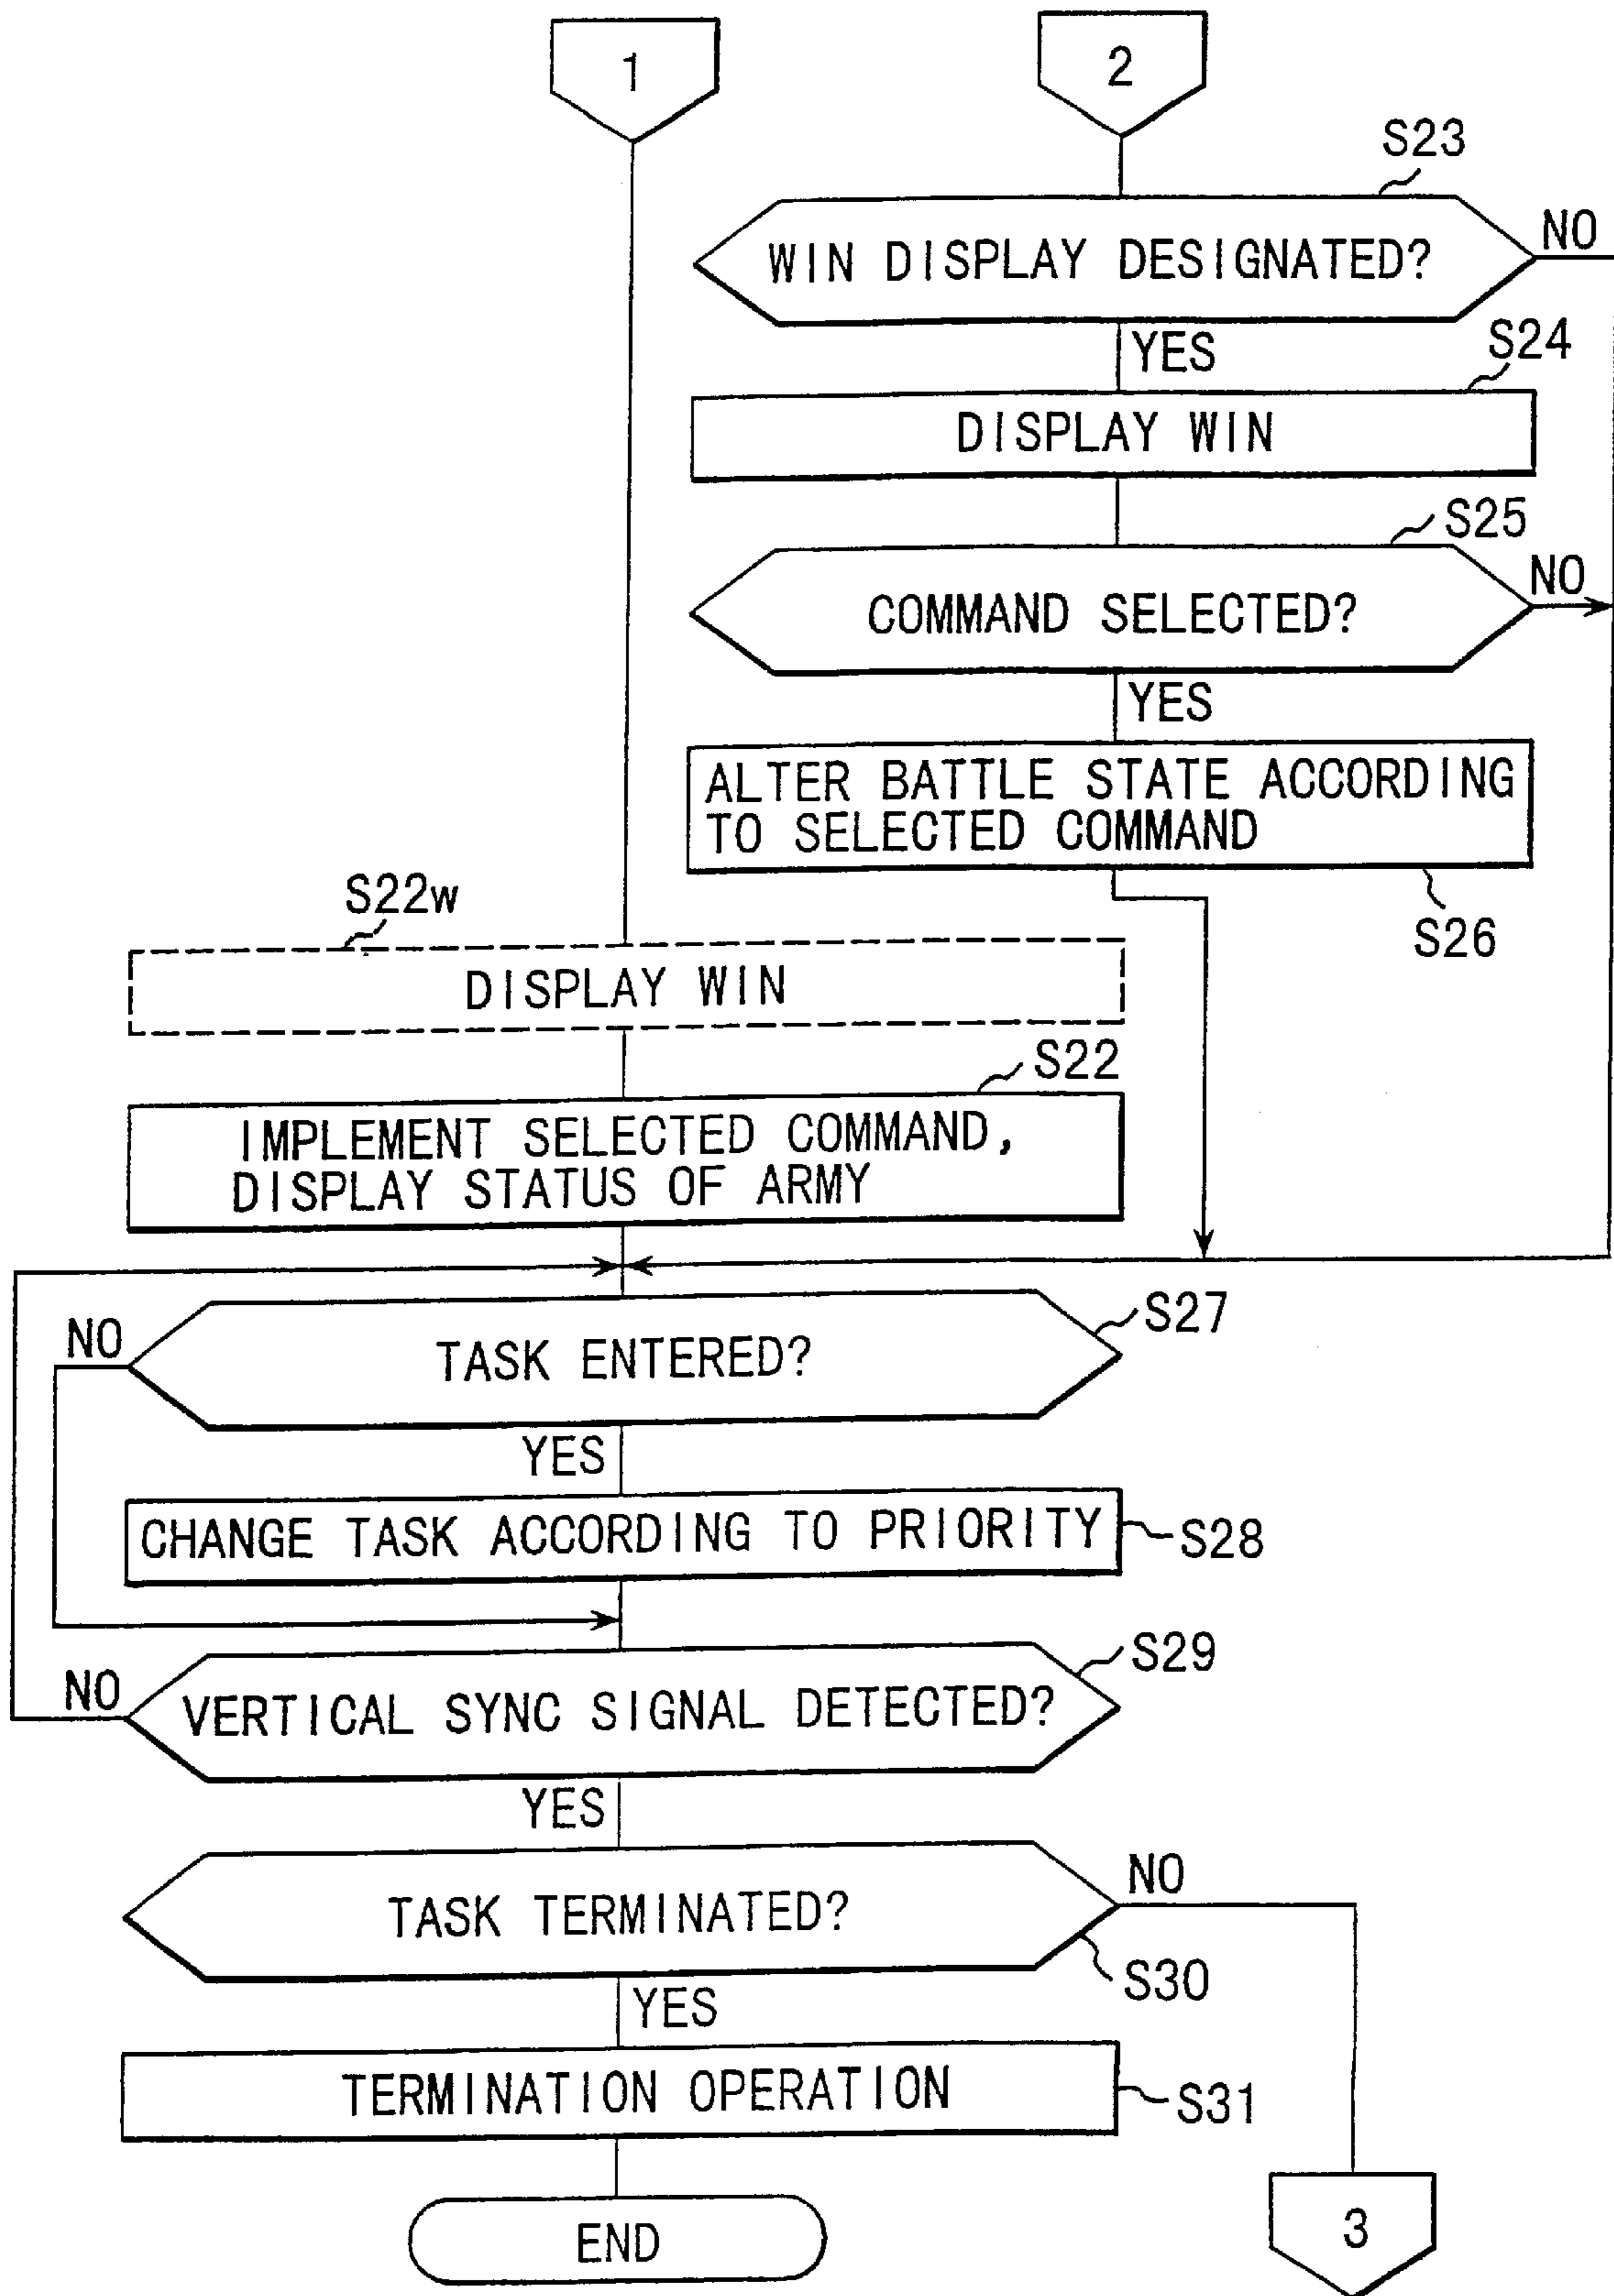 1
2
S23
WIN DISPLAY DESIGNATED?
NO
YES
S24
DISPLAY WIN
S25
COMMAND SELECTED?
NO
YES
ALTER BATTLE STATE ACCORDING
TO SELECTED COMMAND
S26
S22w
DISPLAY WIN
S22
IMPLEMENT SELECTED COMMAND,
DISPLAY STATUS OF ARMY
S27
NO
TASK ENTERED?
YES
CHANGE TASK ACCORDING TO PRIORITY
S28
S29
NO
VERTICAL SYNC SIGNAL DETECTED?
YES
NO
TASK TERMINATED?
S30
YES
TERMINATION OPERATION
S31
END
3